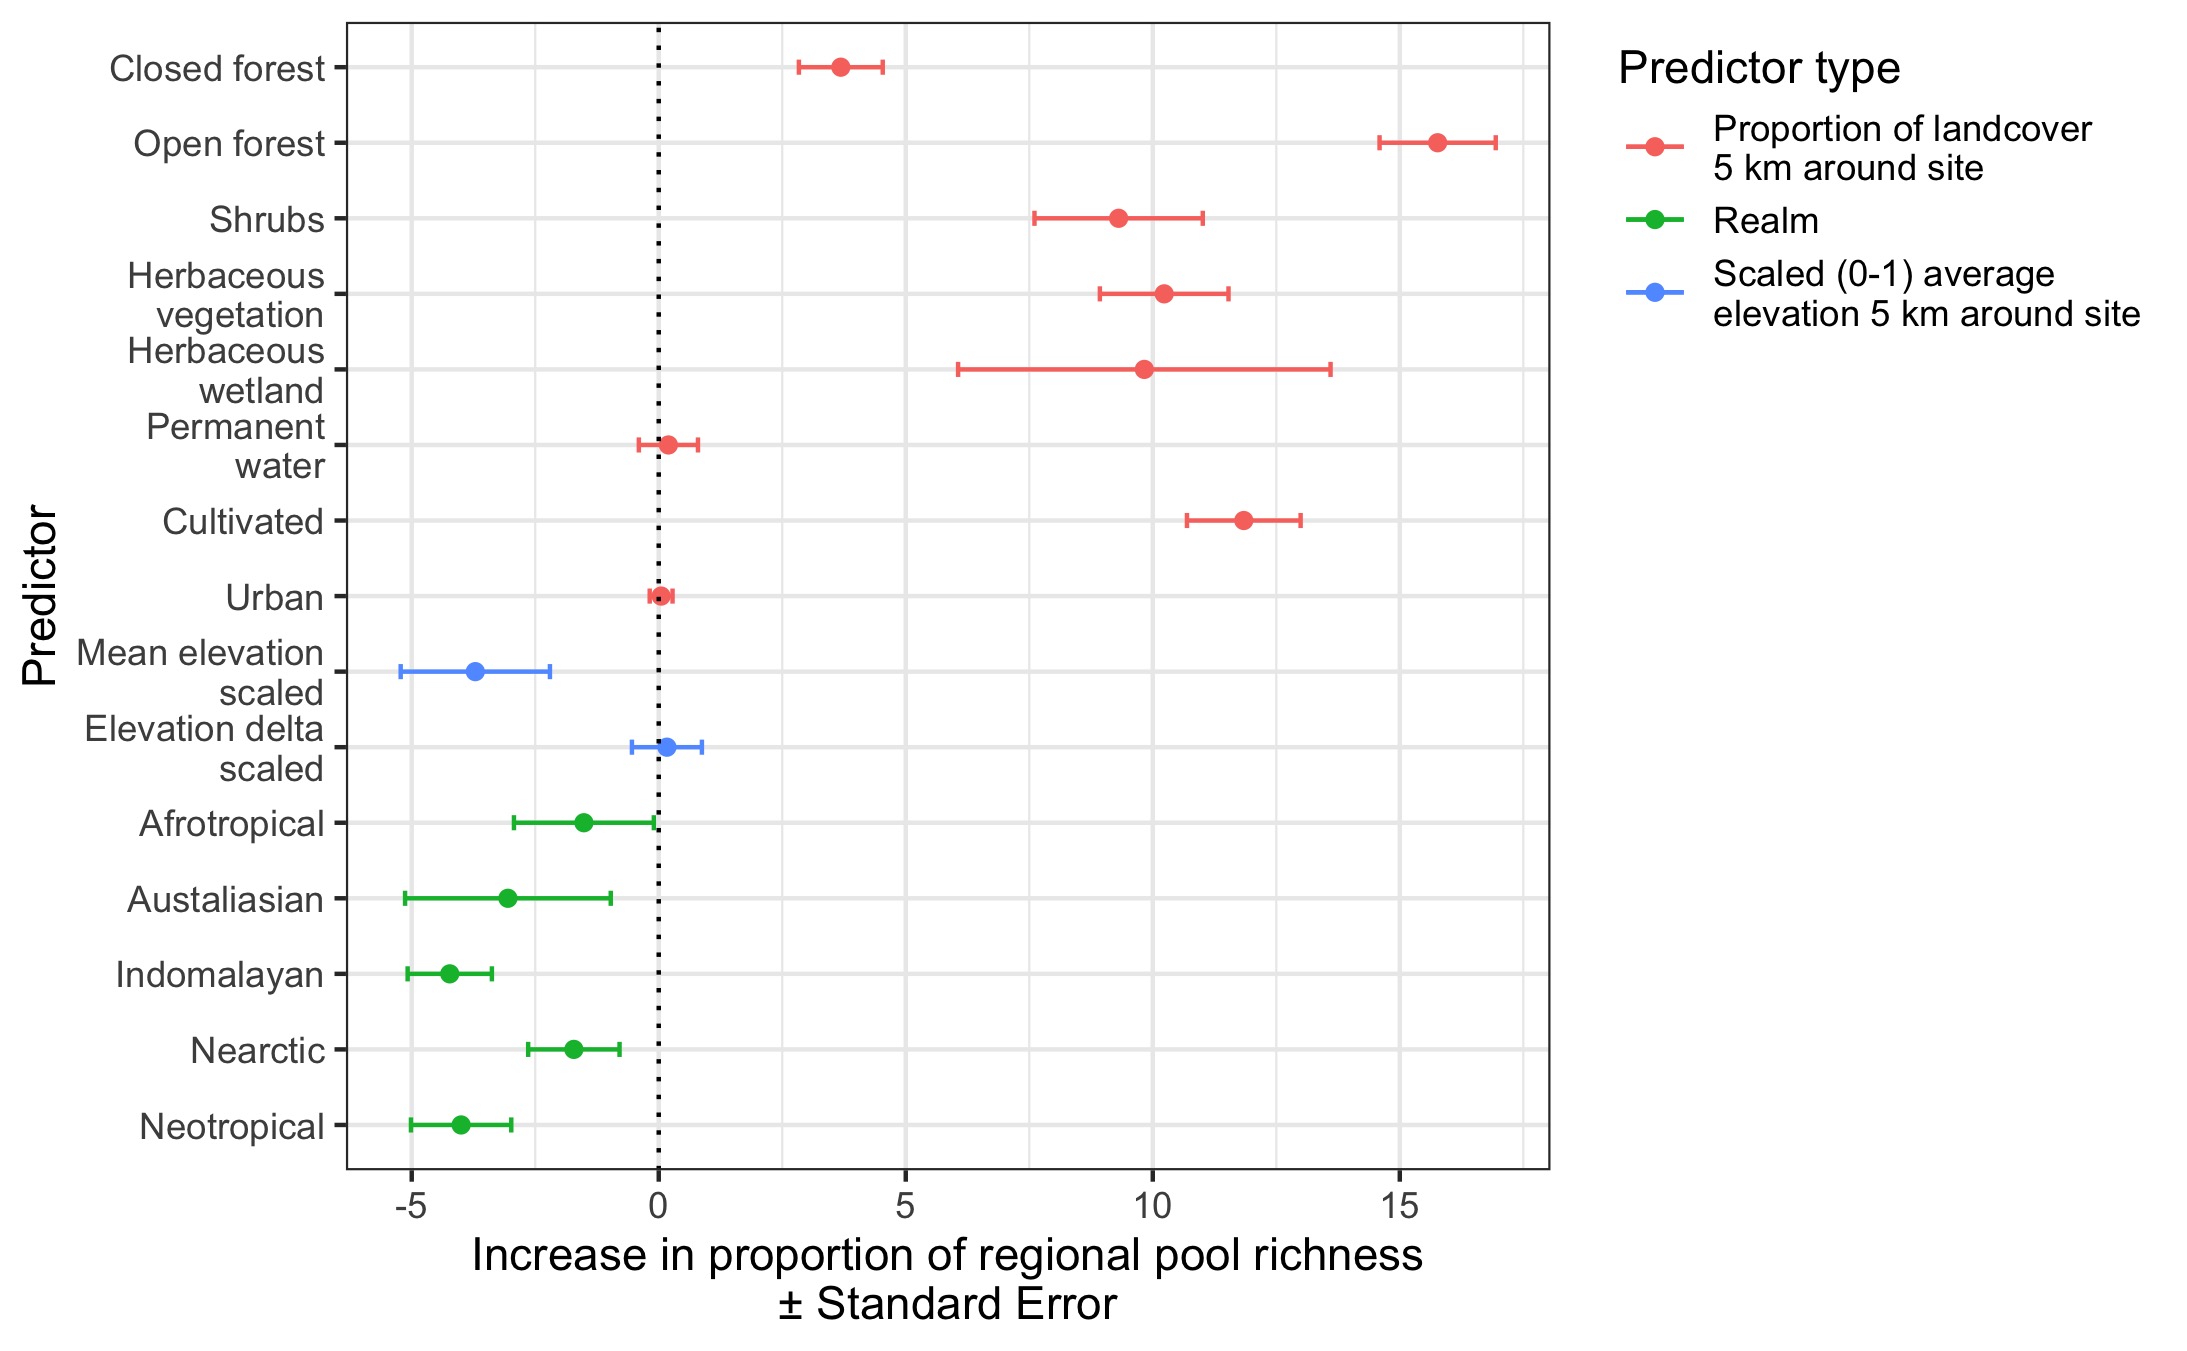 Closed forest
Open forest
Shrubs
Herbaceous
vegetation
Herbaceous
wetland
Permanent
water
Cultivated
Urban
Mean elevation
scaled
Elevation delta
scaled
Afrotropical
Austaliasian
Indomalayan
Nearctic
Neotropical
Predictor
-5
0
5
10
15
Increase in proportion of regional pool richness
± Standard Error
Predictor type
Proportion of landcover
5 km around site
Realm
Scaled (0-1) average
elevation 5 km around site